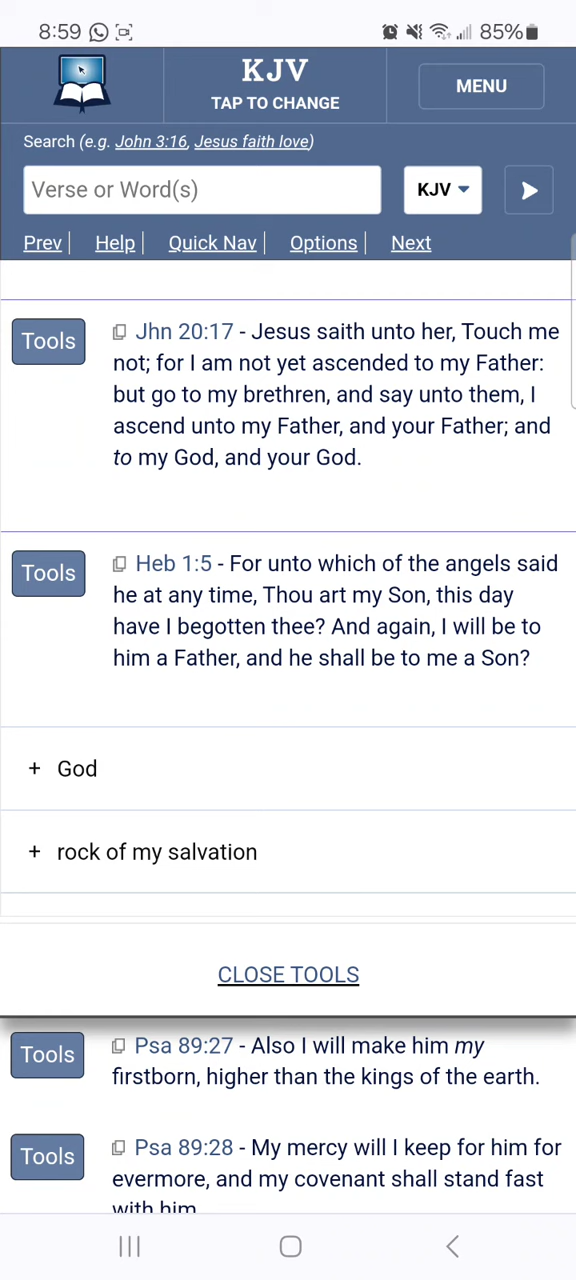 8:59 85%
KJV
TAP TO CHANGE
MENU
Search (e.g. John 3:16, Jesus faith love)
Verse or Word(s)
KJV
Prev | Help | Quick Nav | Options | Next
Tools
Jhn 20:17 - Jesus saith unto her, Touch me
not; for I am not yet ascended to my Father:
but go to my brethren, and say unto them, I
ascend unto my Father, and your Father; and
to my God, and your God.
Tools
Heb 1:5 - For unto which of the angels said
he at any time, Thou art my Son, this day
have I begotten thee? And again, I will be to
him a Father, and he shall be to me a Son?
+ God
+ rock of my salvation
CLOSE TOOLS
Tools
Psa 89:27 - Also I will make him my
firstborn, higher than the kings of the earth.
Tools
Psa 89:28 - My mercy will I keep for him for
evermore, and my covenant shall stand fast
with him